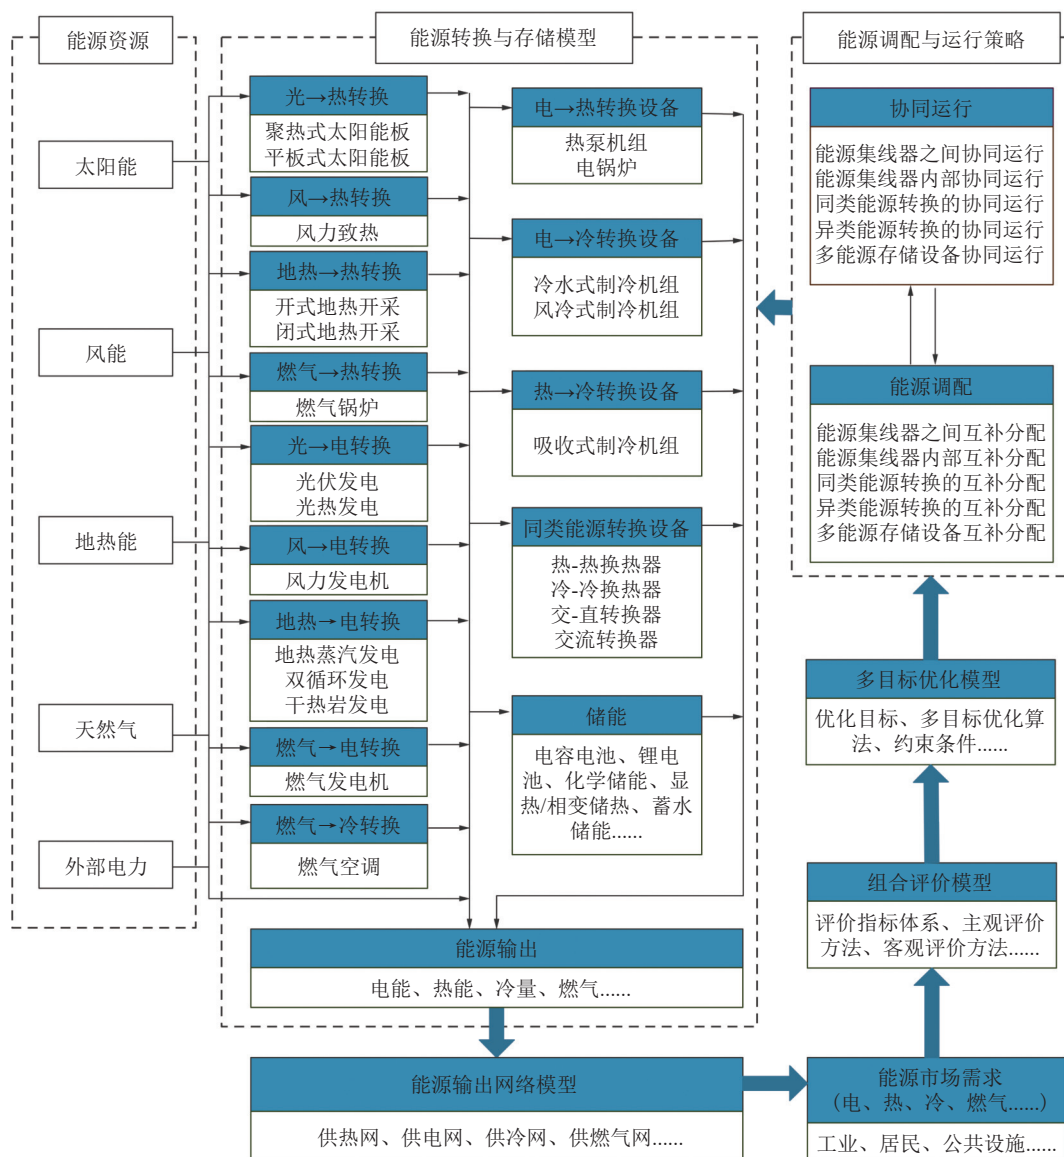 能源资源
太阳能
风能
地热能
天然气
外部电力
能源转换与存储模型
光→热转换
聚热式太阳能板
平板式太阳能板
风→热转换
风力致热
地热→热转换
开式地热开采
闭式地热开采
燃气→热转换
燃气锅炉
光→电转换
光伏发电
光热发电
风→电转换
风力发电机
地热→电转换
地热蒸汽发电
双循环发电
干热岩发电
燃气→电转换
燃气发电机
燃气→冷转换
燃气空调
电→热转换设备
热泵机组
电锅炉
电→冷转换设备
冷水式制冷机组
风冷式制冷机组
热→冷转换设备
吸收式制冷机组
同类能源转换设备
热-热换热器
冷-冷换热器
交-直转换器
交流转换器
储能
电容电池、锂电
池、化学储能、显
热/相变储热、蓄水
储能......
能源输出
电能、热能、冷量、燃气......
能源输出网络模型
供热网、供电网、供冷网、供燃气网......
能源调配与运行策略
协同运行
能源集线器之间协同运行
能源集线器内部协同运行
同类能源转换的协同运行
异类能源转换的协同运行
多能源存储设备协同运行
能源调配
能源集线器之间互补分配
能源集线器内部互补分配
同类能源转换的互补分配
异类能源转换的互补分配
多能源存储设备互补分配
多目标优化模型
优化目标、多目标优化算
法、约束条件......
组合评价模型
评价指标体系、主观评价
方法、客观评价方法......
能源市场需求
（电、热、冷、燃气......）
工业、居民、公共设施......